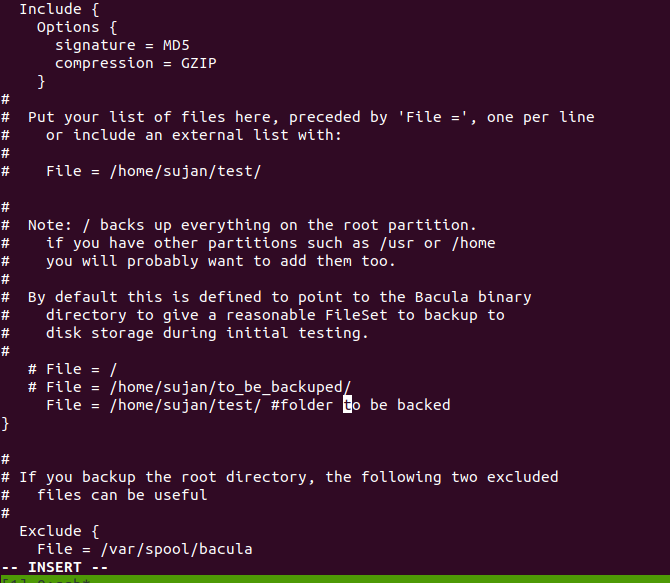 Include {
Options {
signature = MD5
compression = GZIP
}
#
#  Put your list of files here, preceded by 'File =', one per line
#    or include an external list with:
#
#    File = /home/sujan/test/
#
#  Note: / backs up everything on the root partition.
#    if you have other partitions such as /usr or /home
#    you will probably want to add them too.
#
#  By default this is defined to point to the Bacula binary
#    directory to give a reasonable FileSet to backup to
#    disk storage during initial testing.
#
# File = /
# File = /home/sujan/to_be_backuped/
File = /home/sujan/test/ #folder to be backed
}
#
# If you backup the root directory, the following two excluded
#   files can be useful
#
Exclude {
File = /var/spool/bacula
-- INSERT --